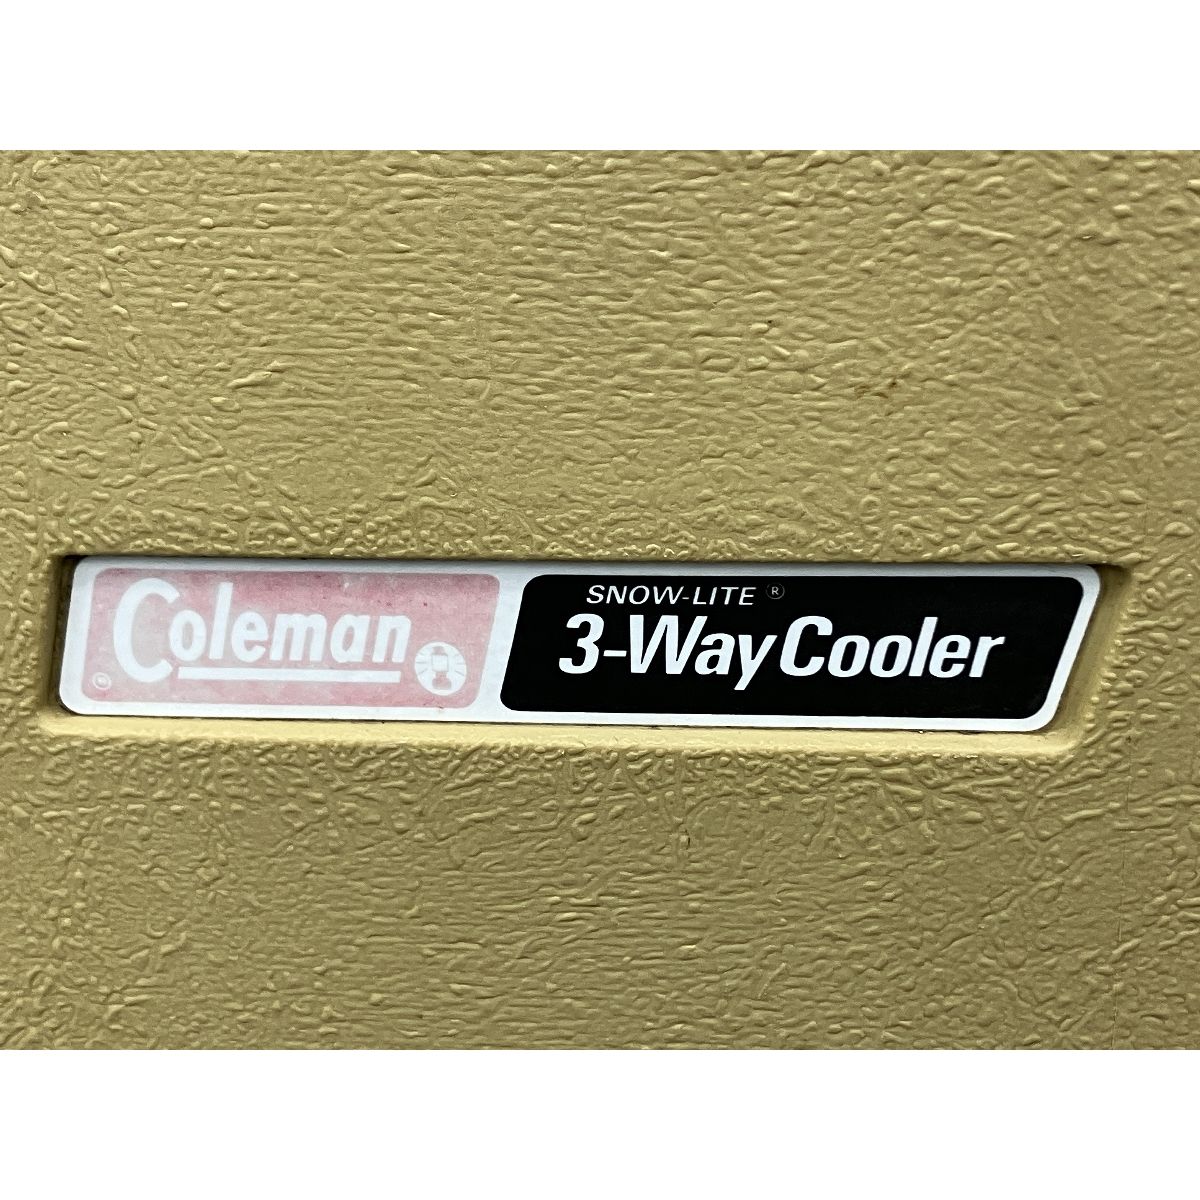 Coleman
SNOW-LITE ®
3-Way Cooler